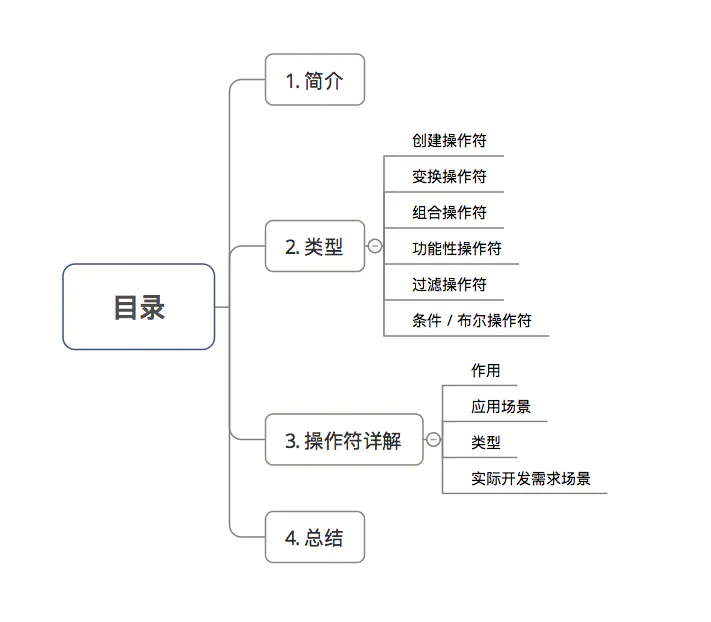 目录
1. 简介
2. 类型
创建操作符
变换操作符
组合操作符
功能性操作符
过滤操作符
条件 / 布尔操作符
3. 操作符详解
作用
应用场景
类型
实际开发需求场景
4. 总结